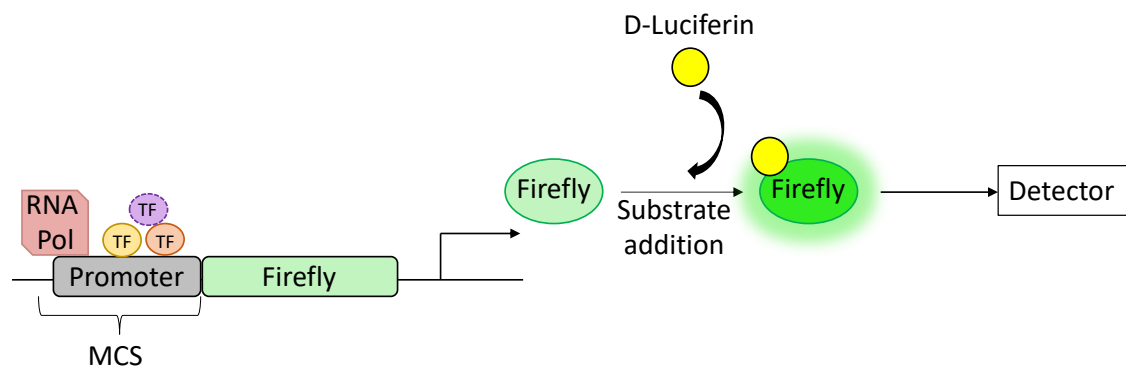 D-Luciferin
RNA
Pol
TF
TF
TF
Promoter
Firefly
MCS
Firefly
Substrate
addition
Firefly
Detector